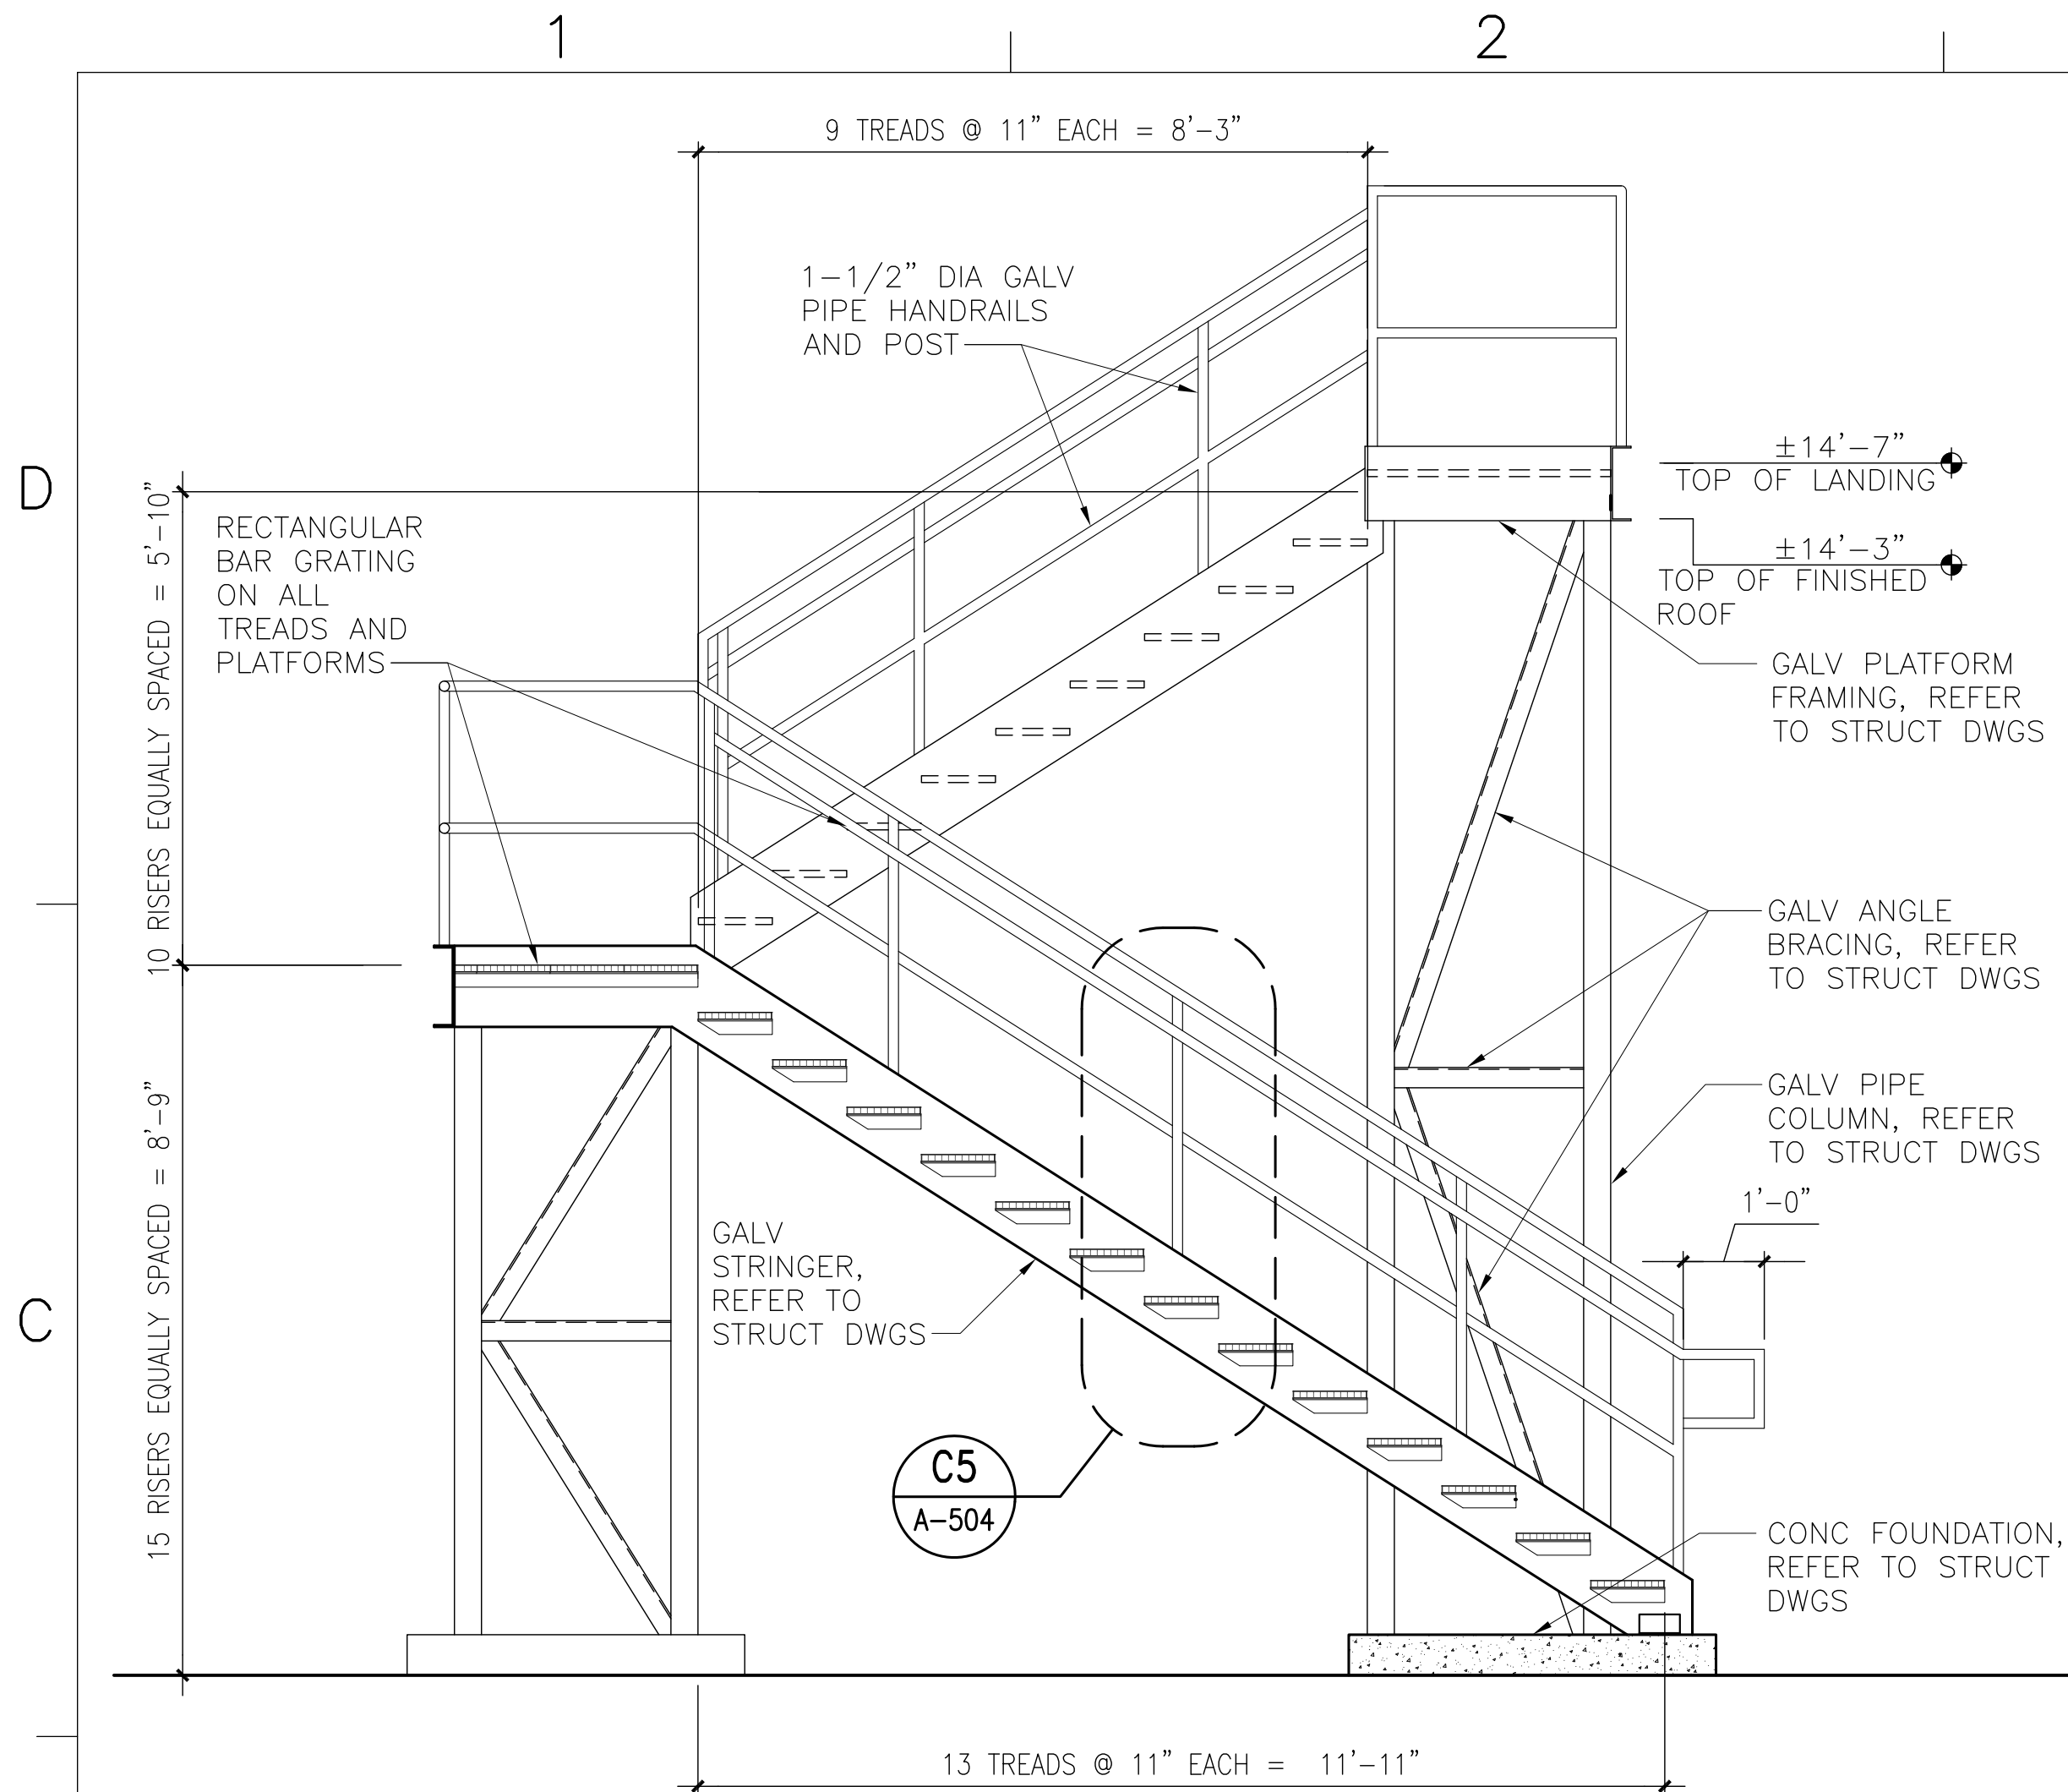 1
2
9 TREADS @ 11" EACH = 8'-3"
1-1/2" DIA GALV
PIPE HANDRAILS
AND POST
D
±14'-7"
TOP OF LANDING
RECTANGULAR
BAR GRATING
ON ALL
TREADS AND
PLATFORMS
±14'-3"
TOP OF FINISHED
ROOF
10 RISERS EQUALLY SPACED = 5'-10"
GALV PLATFORM
FRAMING, REFER
TO STRUCT DWGS
GALV ANGLE
BRACING, REFER
TO STRUCT DWGS
GALV PIPE
COLUMN, REFER
TO STRUCT DWGS
1'-0"
15 RISERS EQUALLY SPACED = 8'-9"
C
GALV
STRINGER,
REFER TO
STRUCT DWGS
C5
A-504
CONC FOUNDATION,
REFER TO STRUCT
DWGS
13 TREADS @ 11" EACH = 11'-11"